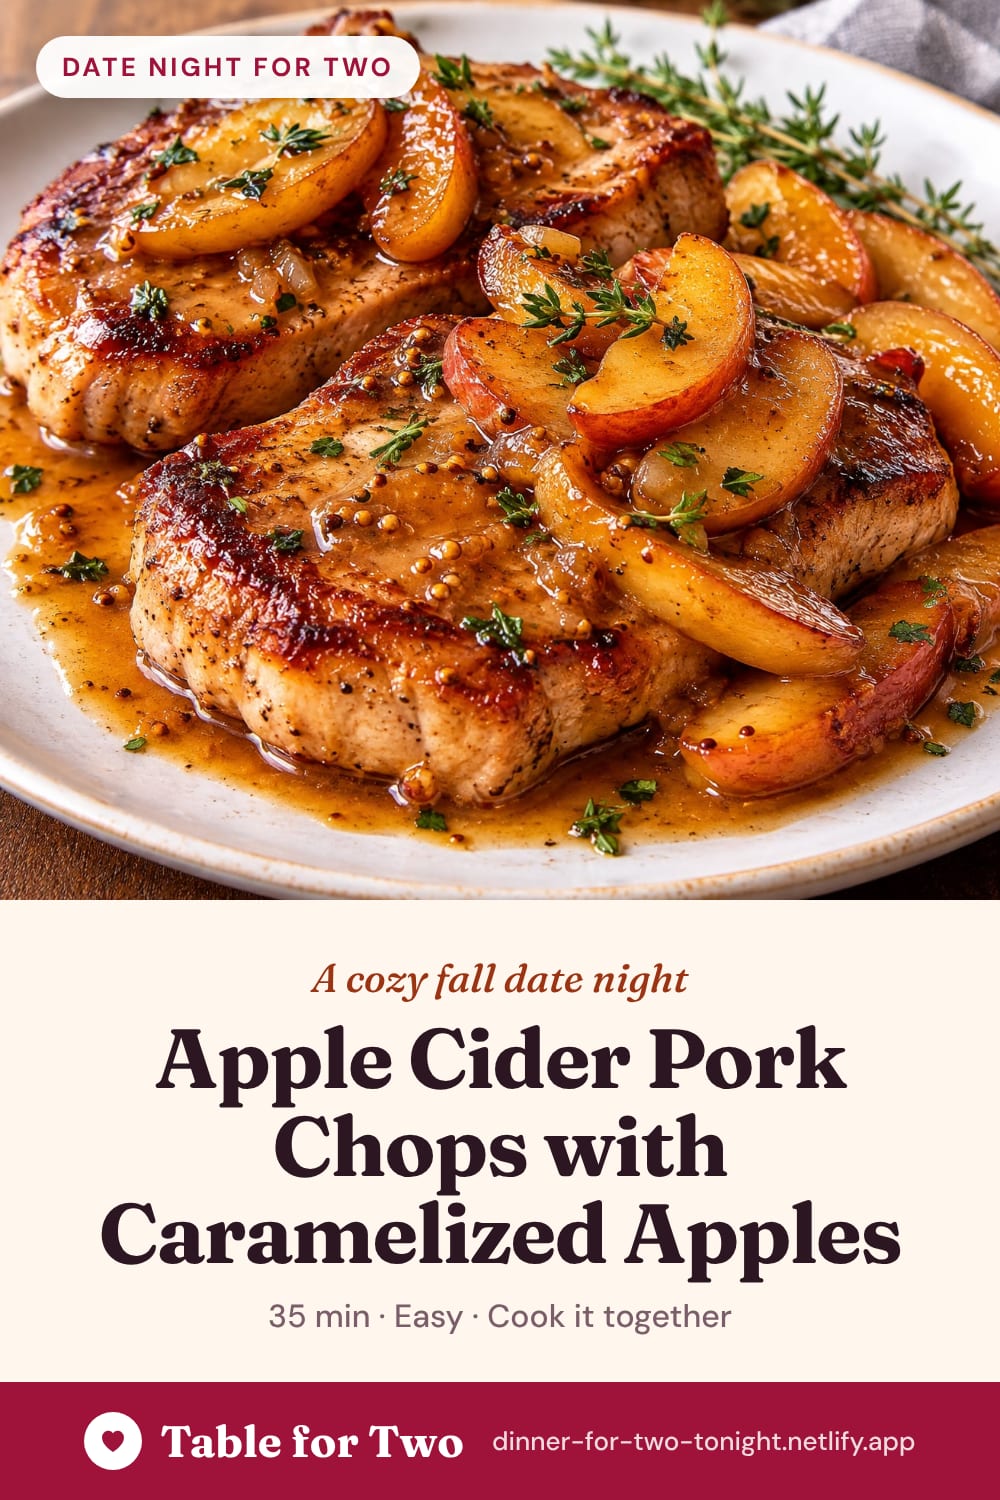 DATE NIGHT FOR TWO
A cozy fall date night
Apple Cider Pork
Chops with
Caramelized Apples
35 min · Easy · Cook it together
Table for Two
dinner-for-two-tonight.netlify.app